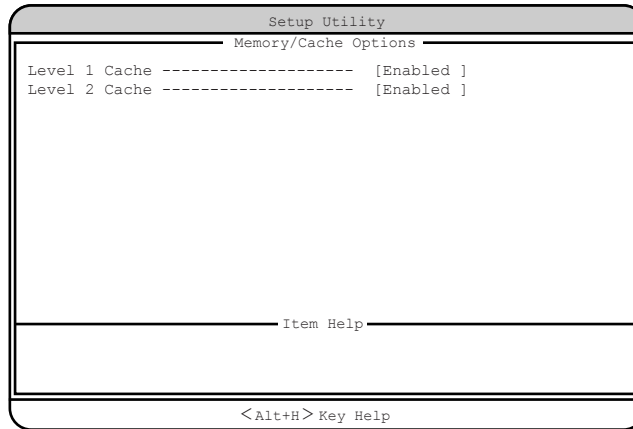 Setup Utility
Memory/Cache Options
Level 1 Cache -------------------- [Enabled ]
Level 2 Cache -------------------- [Enabled ]
Item Help
<Alt+H> Key Help